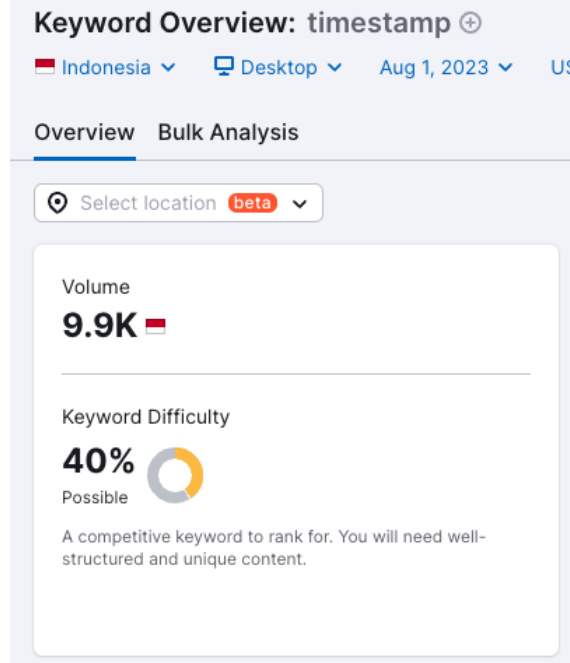 Keyword Overview: timestamp
Indonesia Desktop Aug 1, 2023 US
Overview Bulk Analysis
Select location beta
Volume
9.9K
Keyword Difficulty
40%
Possible
A competitive keyword to rank for. You will need well-
structured and unique content.